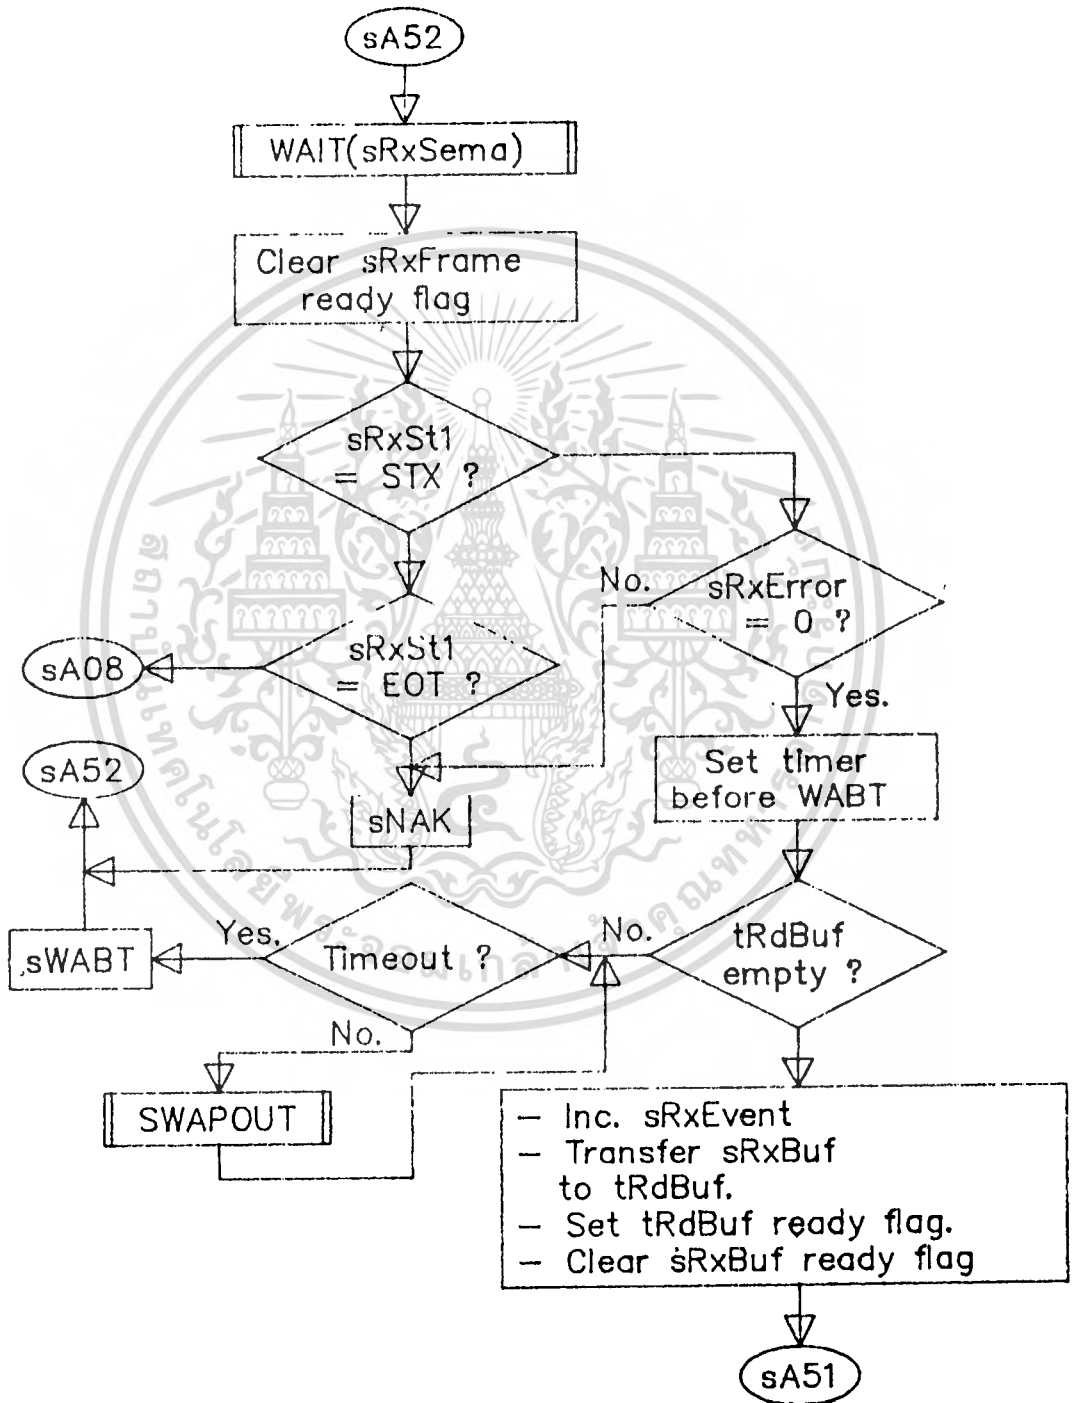 sA52
WAIT(sRxSema)
Clear sRxFrame
ready flag
sRxSt1
= STX ?
sRxError
= 0 ?
No.
Yes.
sRxSt1
= EOT ?
sA08
sA52
sNAK
Set timer
before WABT
tRdBuf
empty ?
No.
Timeout ?
Yes.
No.
sWABT
SWAPOUT
– Inc. sRxEvent
– Transfer sRxBuf
to tRdBuf.
– Set tRdBuf ready flag.
– Clear sRxBuf ready flag
sA51